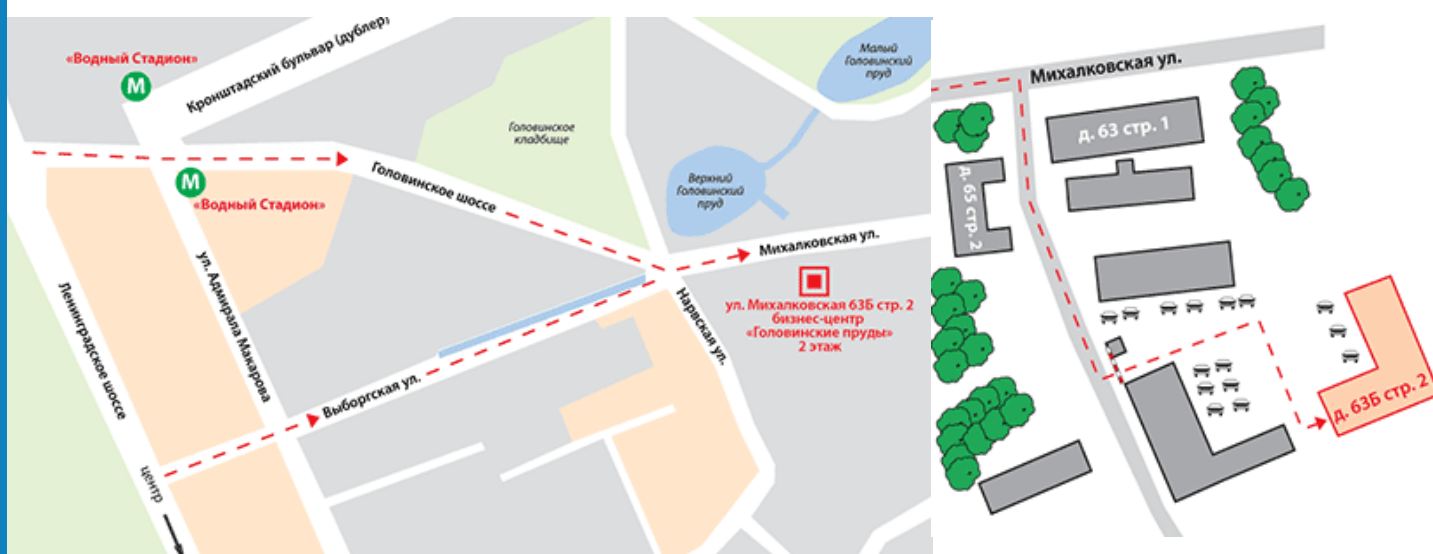 «Водный Стадион»
М
Кронштадский бульвар (дублер)
Малый
Головинский
пруд
Головинское
кладбище
Головинское шоссе
Верхний
Головинский
пруд
М
«Водный Стадион»
Михалковская ул.
ул. Михалковская 63Б стр. 2
бизнес-центр
«Головинские пруды»
2 этаж
Ленинградское шоссе
ул. Адмирала Макарова
Нарвская ул.
Выборгская ул.
центр
Михалковская ул.
д. 63 стр. 1
д. 65 стр. 2
д. 63Б стр. 2